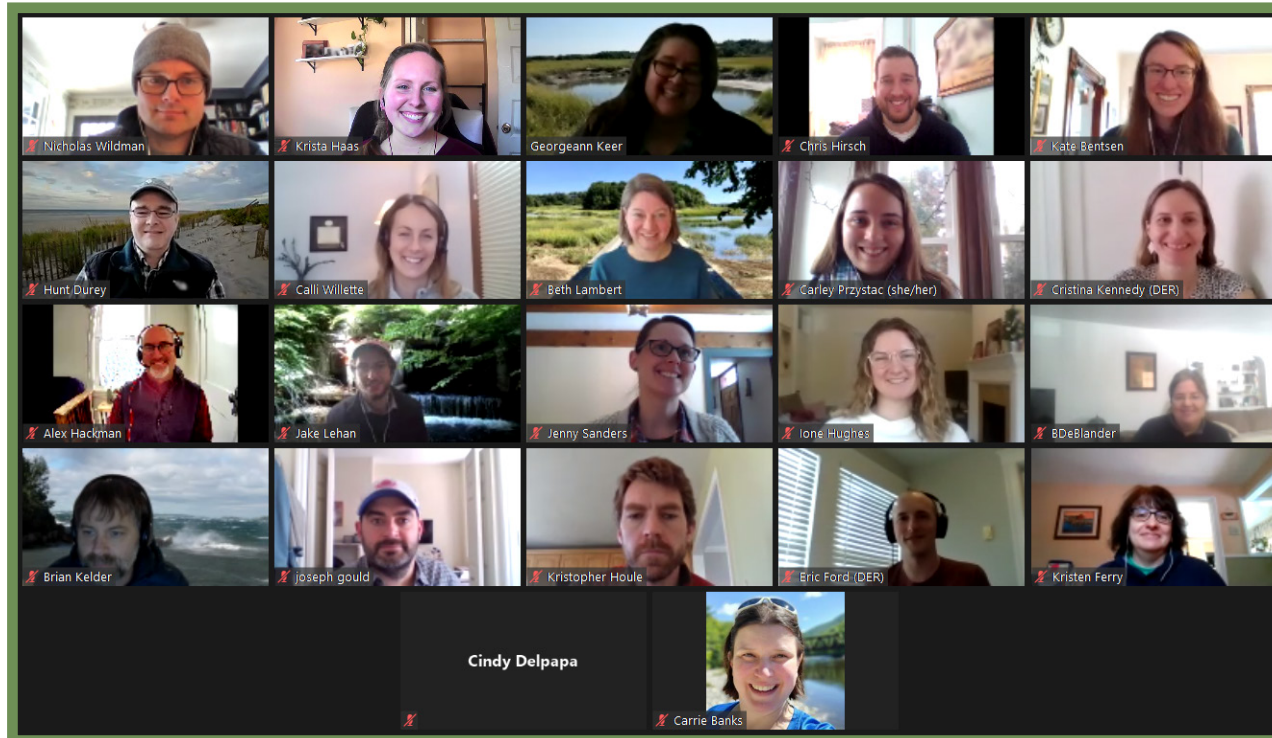 Nicholas Wildman
Krista Haas
Georgeann Keer
Chris Hirsch
Kate Bentsen
Hunt Durey
Calli Willette
Beth Lambert
Carley Przystac (she/her)
Cristina Kennedy (DER)
Alex Hackman
Jake Lehan
Jenny Sanders
Ione Hughes
BDeBlander
Brian Kelder
joseph gould
Kristopher Houle
Eric Ford (DER)
Kristen Ferry
Cindy Delpapa
Carrie Banks